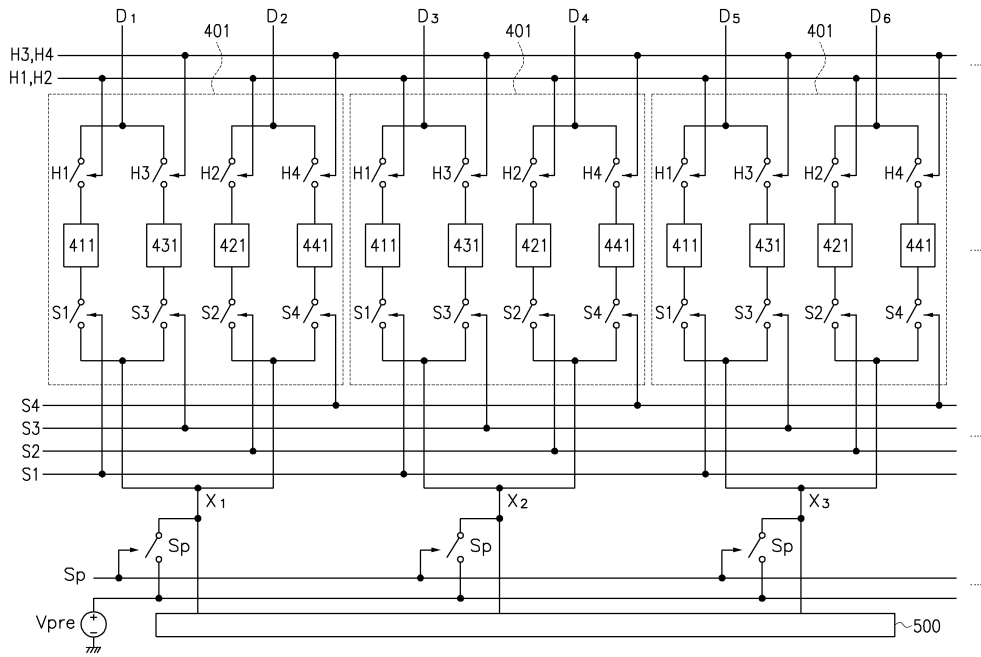 D1 D2 D3 D4 D5 D6
401 401 401
H3,H4
H1,H2
H1 H3 H2 H4 H1 H3 H2 H4 H1 H3 H2 H4
411 431 421 441 411 431 421 441 411 431 421 441
S1 S3 S2 S4 S1 S3 S2 S4 S1 S3 S2 S4
S4
S3
S2
S1
X1 X2 X3
Sp Sp Sp
Sp
Vpre
+
−
500